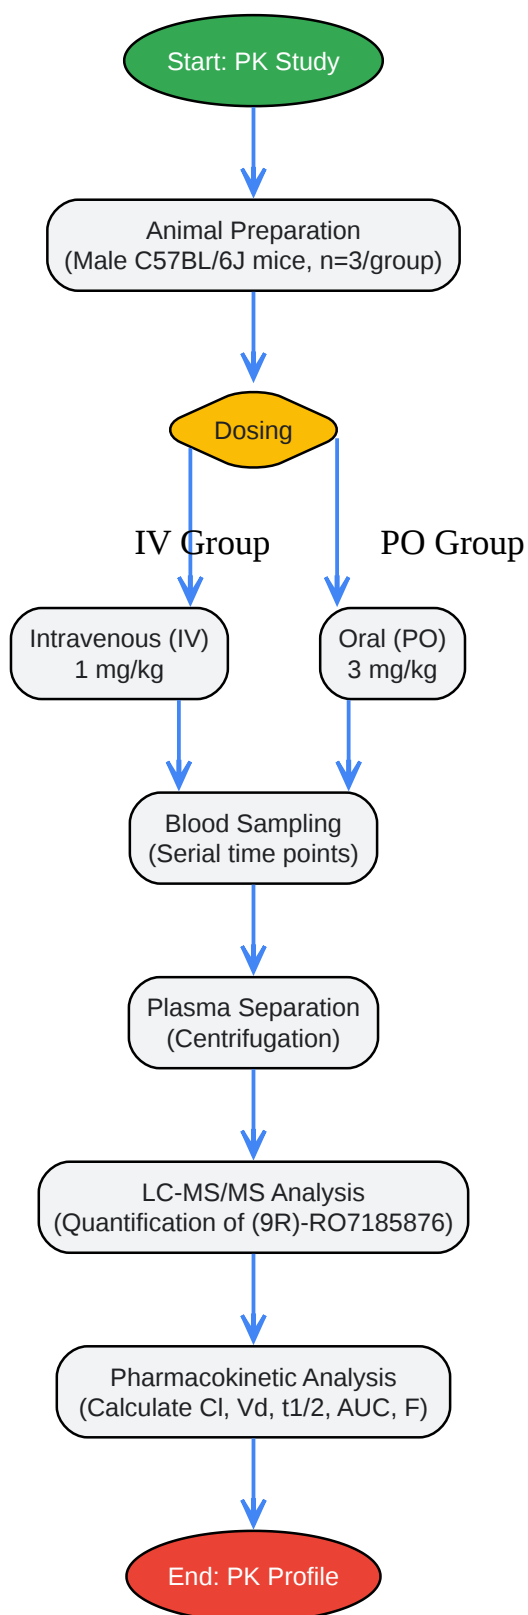 Start: PK Study
Animal Preparation
(Male C57BL/6J mice, n=3/group)
Dosing
IV Group
PO Group
Intravenous (IV)
1 mg/kg
Oral (PO)
3 mg/kg
Blood Sampling
(Serial time points)
Plasma Separation
(Centrifugation)
LC-MS/MS Analysis
(Quantification of (9R)-RO7185876)
Pharmacokinetic Analysis
(Calculate Cl, Vd, t1/2, AUC, F)
End: PK Profile